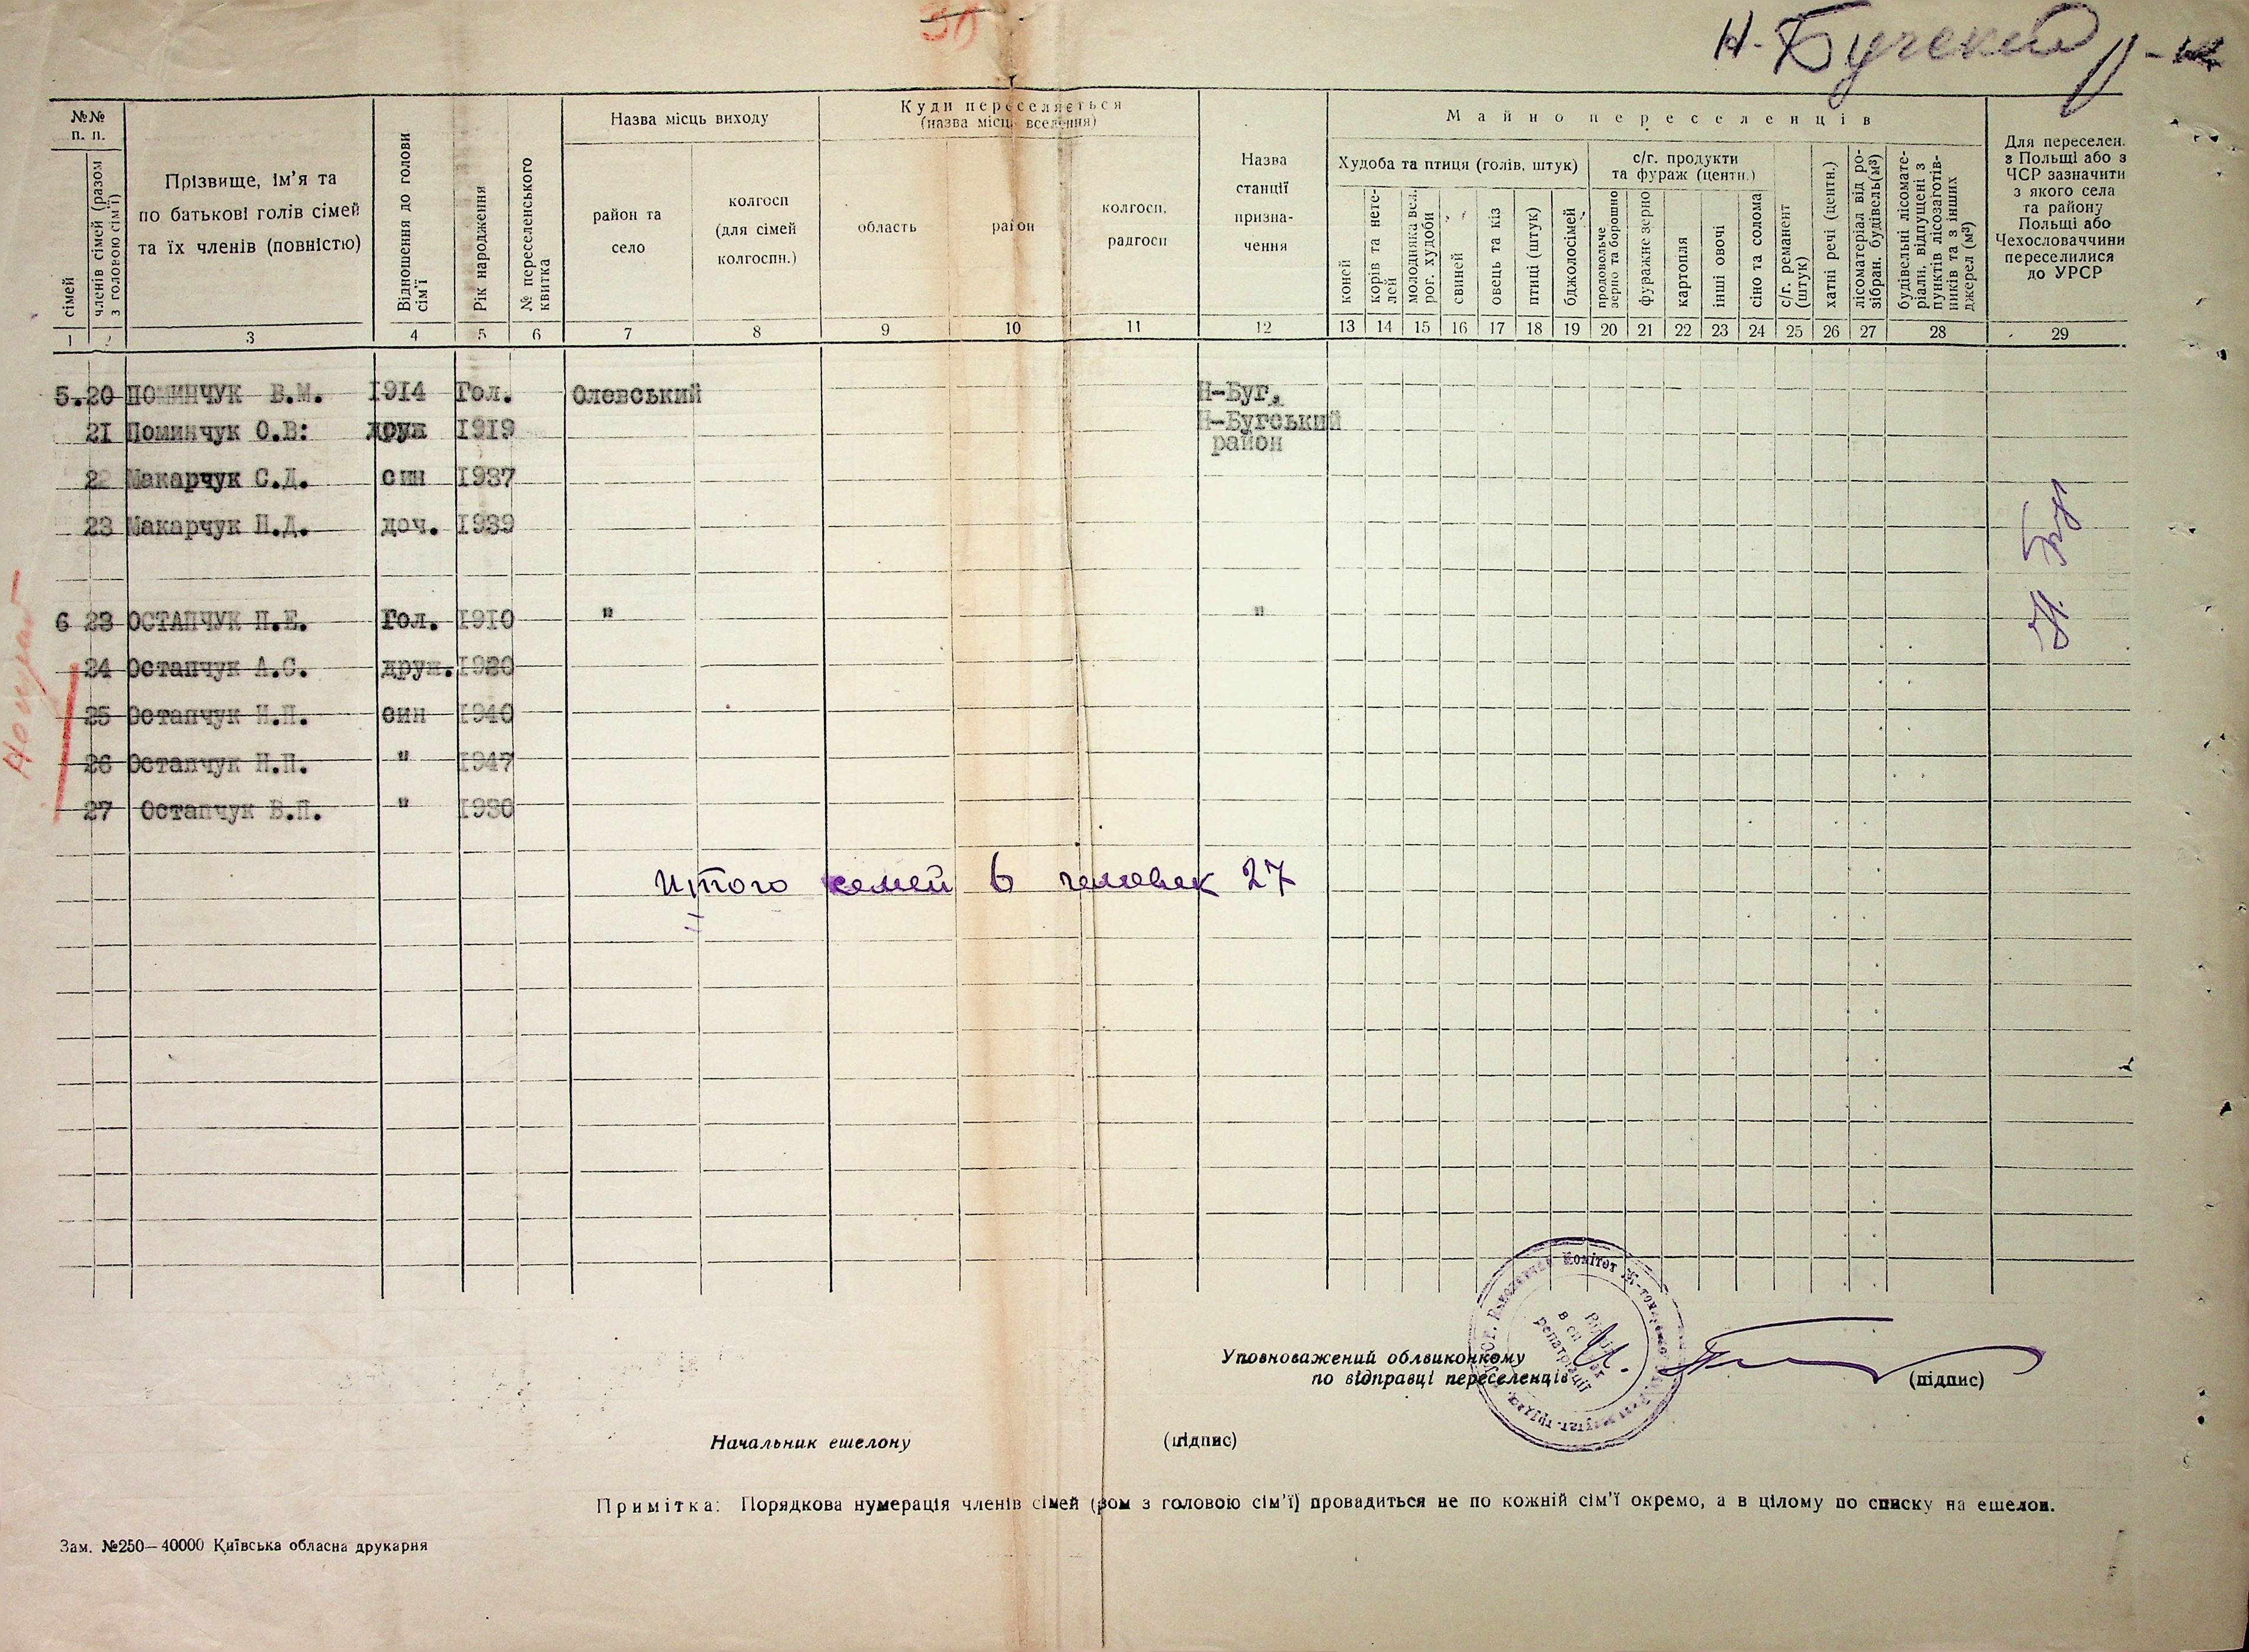 30
Н-Бугский р-н
№№ п. п.
сімей
членів сімей (разом з головою сім'ї)
Прізвище, ім'я та
по батькові голів сімей
та їх членів (повністю)
Відношення до голови сім'ї
Рік народження
№ переселенського квитка
Назва місць виходу
район та село
колгосп (для сімей колгоспн.)
Куди переселяється
(назва місць вселення)
область
район
колгосп, радгосп
Назва станції призна-чення
Майно переселенців
Худоба та птиця (голів, штук)
коней
корів та нете-лей
молодняка вел. рог. худоби
свиней
овець та кіз
птиці (штук)
бджолосімей
с/г. продукти та фураж (центн.)
продовольче зерно та борошно
фуражне зерно
картопля
інші овочі
сіно та солома
с/г. реманент (штук)
хатні речі (центн.)
лісоматеріал від ро-зібран. будівель(м³)
будівельні лісомате-ріали, відпущені з пунктів лісозаготів-ників та з інших джерел (м³)
Для переселен. з Польщі або з ЧСР зазначити з якого села та району Польщі або Чехословаччини переселилися до УРСР
1 2 3 4 5 6 7 8 9 10 11 12 13 14 15 16 17 18 19 20 21 22 23 24 25 26 27 28 29
5. 20 ПОМИНЧУК В.М. 1914 Гол. Олевський Н-Буг,
21 Поминчук О.В: друж 1919 Н-Бугський
район
22 Макарчук С.Д. син 1937
23 Макарчук Н.Д. доч. 1939
6 23 ОСТАПЧУК П.Е. Гол. 1910 " "
24 Остапчук А.С. друж. 1920
25 Остапчук Н.П. син 1940
26 Остапчук Н.П. " 1947
27 Остапчук В.П. " 1950
Н. Буг
Итого семей 6 человек 27
Уповноважений облвиконкому
по відправці переселенців
(підпис)
Начальник ешелону (підпис)
Примітка: Порядкова нумерація членів сімей (зом з головою сім'ї) провадиться не по кожній сім'ї окремо, а в цілому по списку на ешелон.
Зам. №250—40000 Київська обласна друкарня